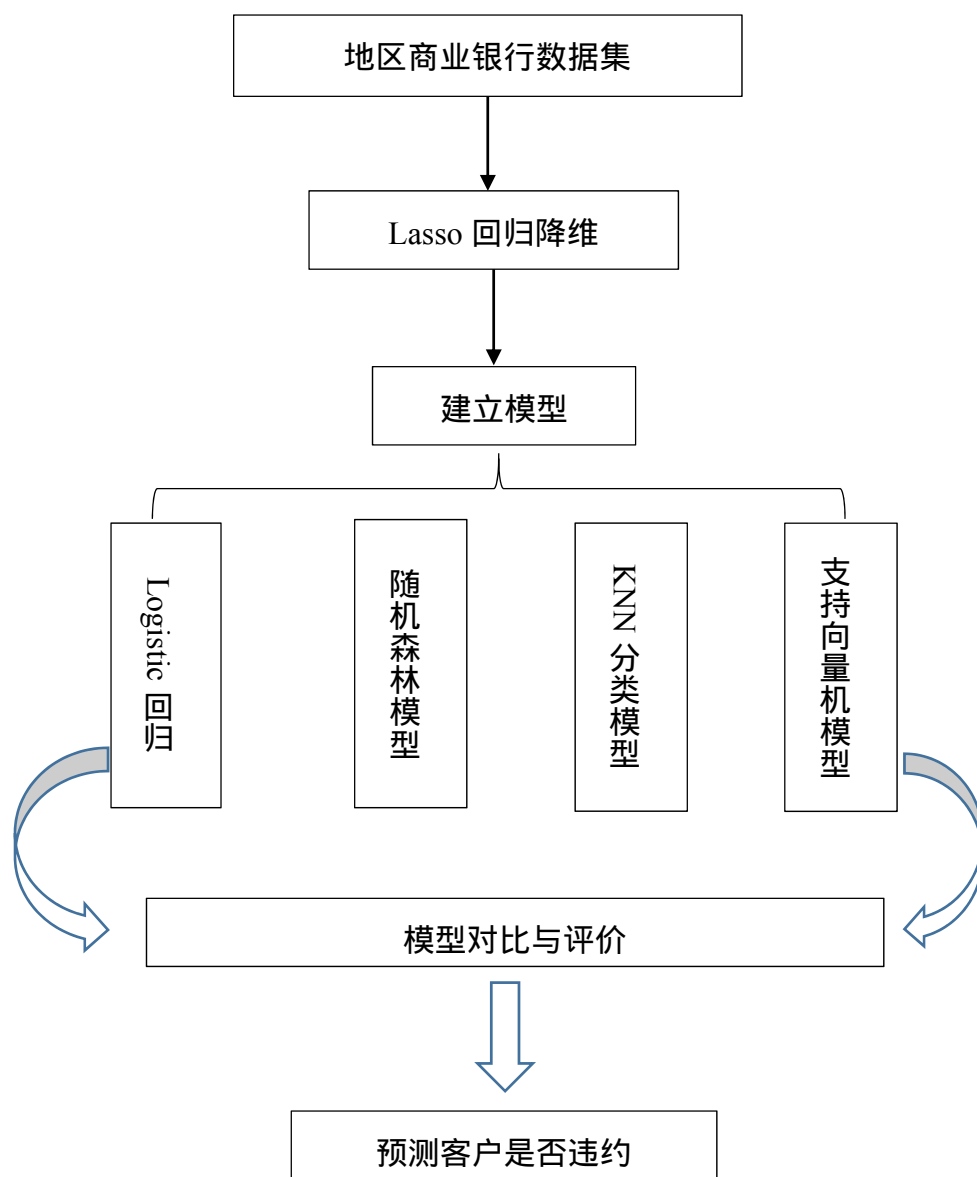 地区商业银行数据集
Lasso 回归降维
建立模型
Logistic 回归
随机森林模型
KNN 分类模型
支持向量机模型
模型对比与评价
预测客户是否违约